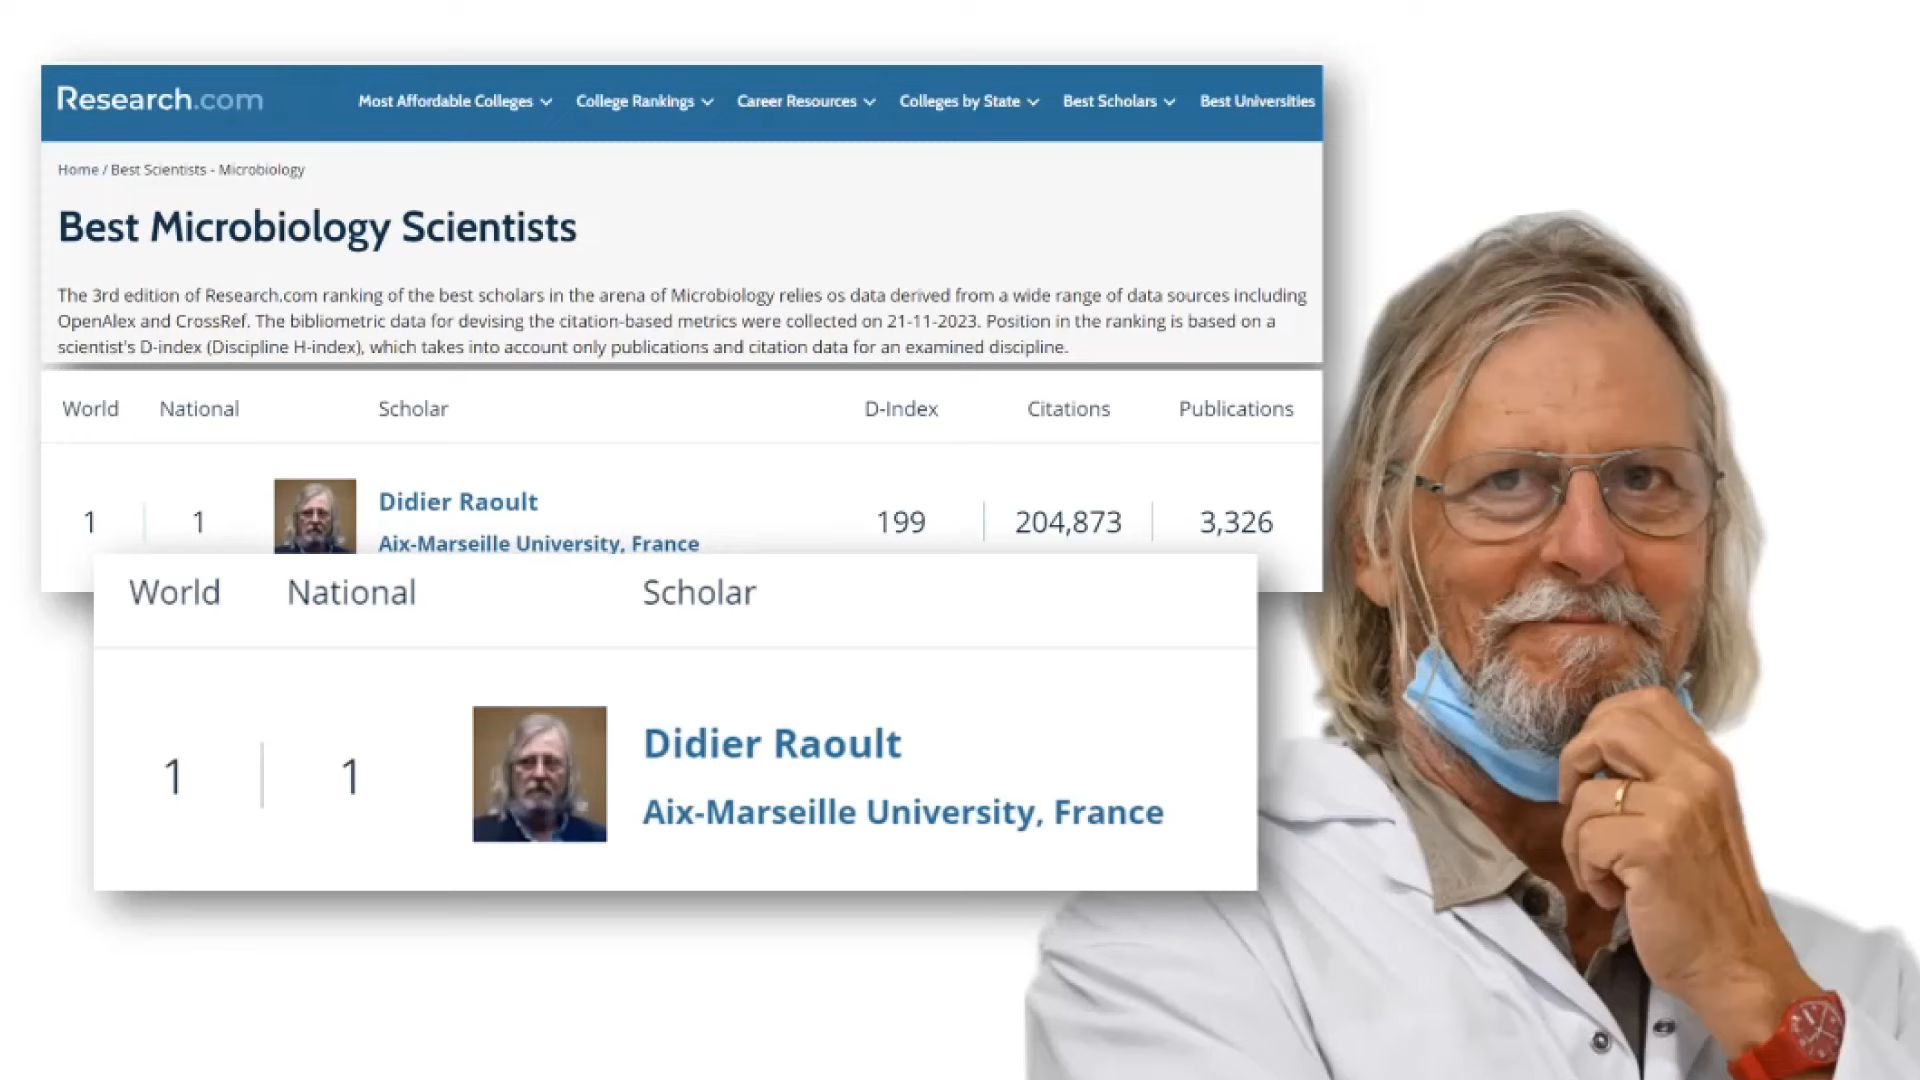 Research.com
Most Affordable Colleges College Rankings Career Resources Colleges by State Best Scholars Best Universities
Home / Best Scientists - Microbiology
Best Microbiology Scientists
The 3rd edition of Research.com ranking of the best scholars in the arena of Microbiology relies os data derived from a wide range of data sources including
OpenAlex and CrossRef. The bibliometric data for devising the citation-based metrics were collected on 21-11-2023. Position in the ranking is based on a
scientist's D-index (Discipline H-index), which takes into account only publications and citation data for an examined discipline.
World National Scholar D-Index Citations Publications
1 1 Didier Raoult 199 204,873 3,326
Aix-Marseille University, France
World National Scholar
1 1 Didier Raoult
Aix-Marseille University, France